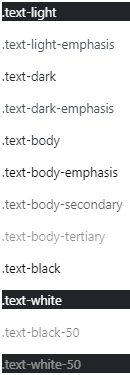 .text-light
.text-light-emphasis
.text-dark
.text-dark-emphasis
.text-body
.text-body-emphasis
.text-body-secondary
.text-body-tertiary
.text-black
.text-white
.text-black-50
.text-white-50